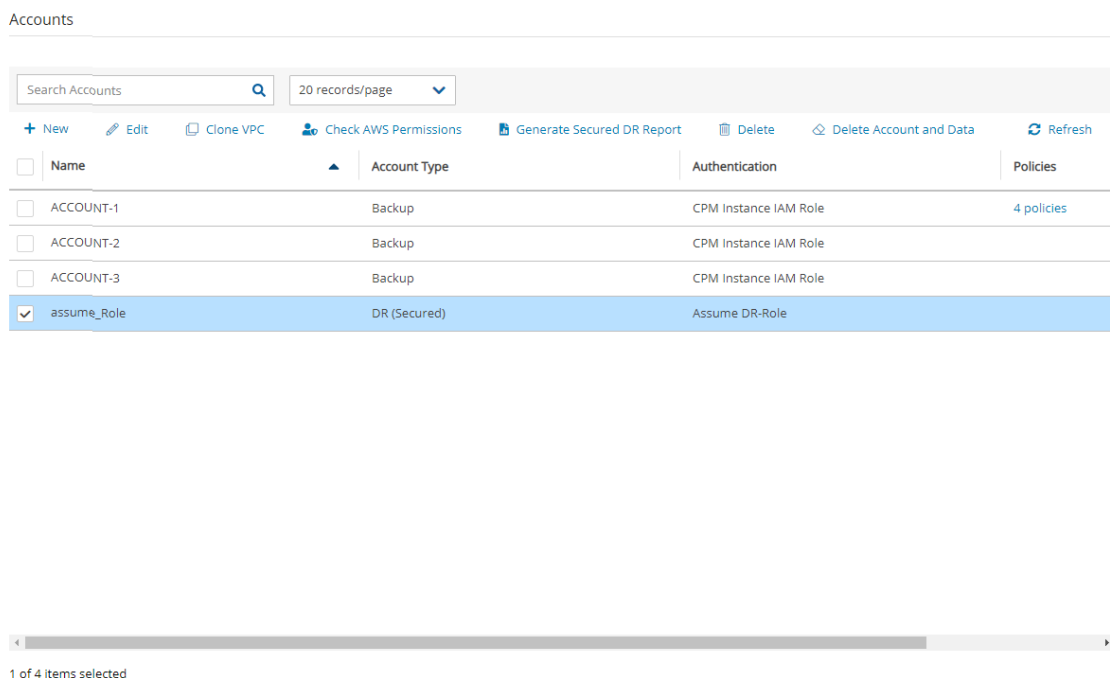 Accounts
Search Accounts 20 records/page
New Edit Clone VPC Check AWS Permissions Generate Secured DR Report Delete Delete Account and Data Refresh
Name Account Type Authentication Policies
ACCOUNT-1 Backup CPM Instance IAM Role 4 policies
ACCOUNT-2 Backup CPM Instance IAM Role
ACCOUNT-3 Backup CPM Instance IAM Role
assume_Role DR (Secured) Assume DR-Role
1 of 4 items selected